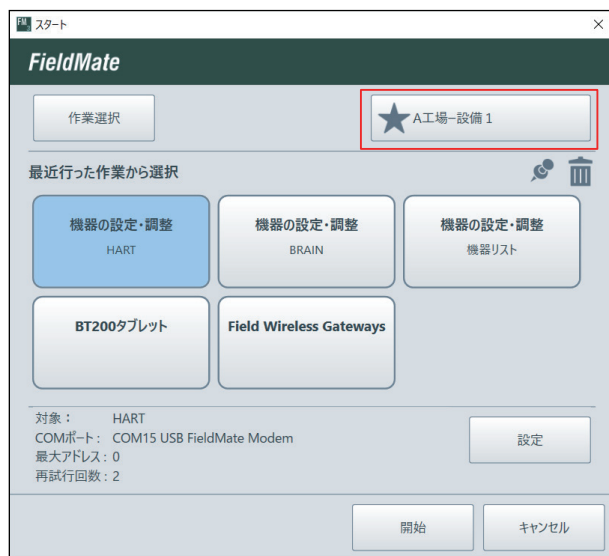 FM スタート
FieldMate
作業選択
A工場−設備 1
最近行った作業から選択
機器の設定・調整
HART
機器の設定・調整
BRAIN
機器の設定・調整
機器リスト
BT200タブレット
Field Wireless Gateways
対象： HART
COMポート： COM15 USB FieldMate Modem
最大アドレス：0
再試行回数：2
設定
開始
キャンセル